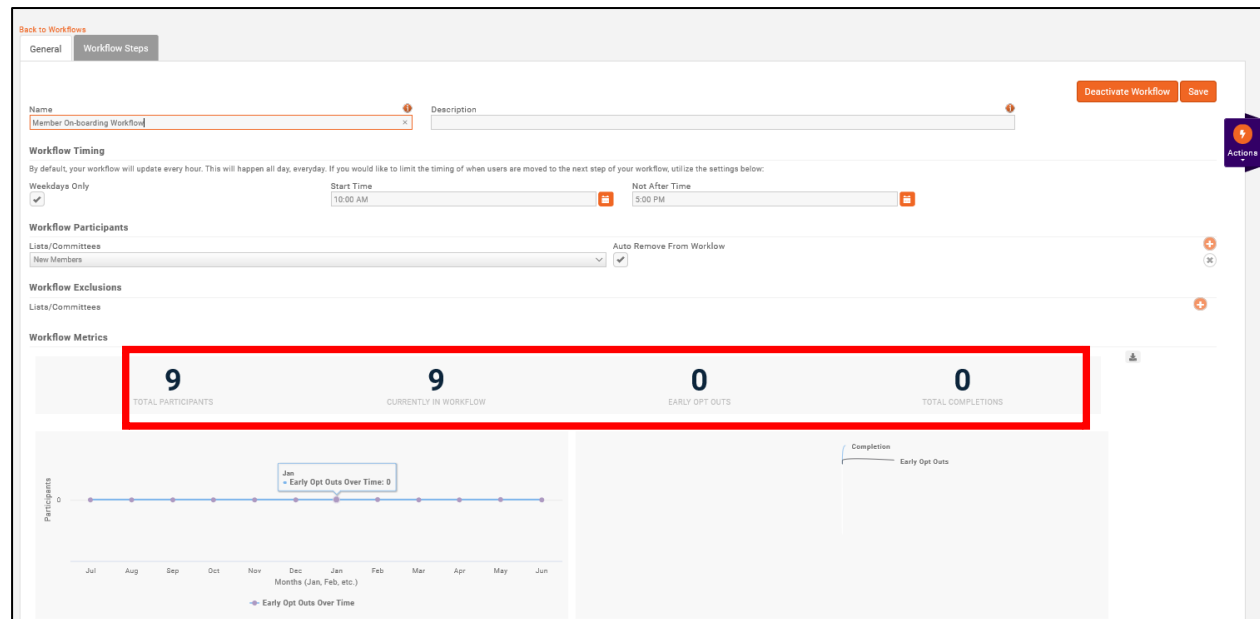 Back to Workflows
General Workflow Steps
Deactivate Workflow Save
Name Description
Member On-boarding Workflow
Actions
Workflow Timing
By default, your workflow will update every hour. This will happen all day, everyday. If you would like to limit the timing of when users are moved to the next step of your workflow, utilize the settings below:
Weekdays Only Start Time Not After Time
10:00 AM 5:00 PM
Workflow Participants
Lists/Committees Auto Remove From Worklow
New Members
Workflow Exclusions
Lists/Committees
Workflow Metrics
9 9 0 0
TOTAL PARTICIPANTS CURRENTLY IN WORKFLOW EARLY OPT OUTS TOTAL COMPLETIONS
Completion
Early Opt Outs
Jan
Early Opt Outs Over Time: 0
Participants
0
Jul Aug Sep Oct Nov Dec Jan Feb Mar Apr May Jun
Months (Jan, Feb, etc.)
Early Opt Outs Over Time